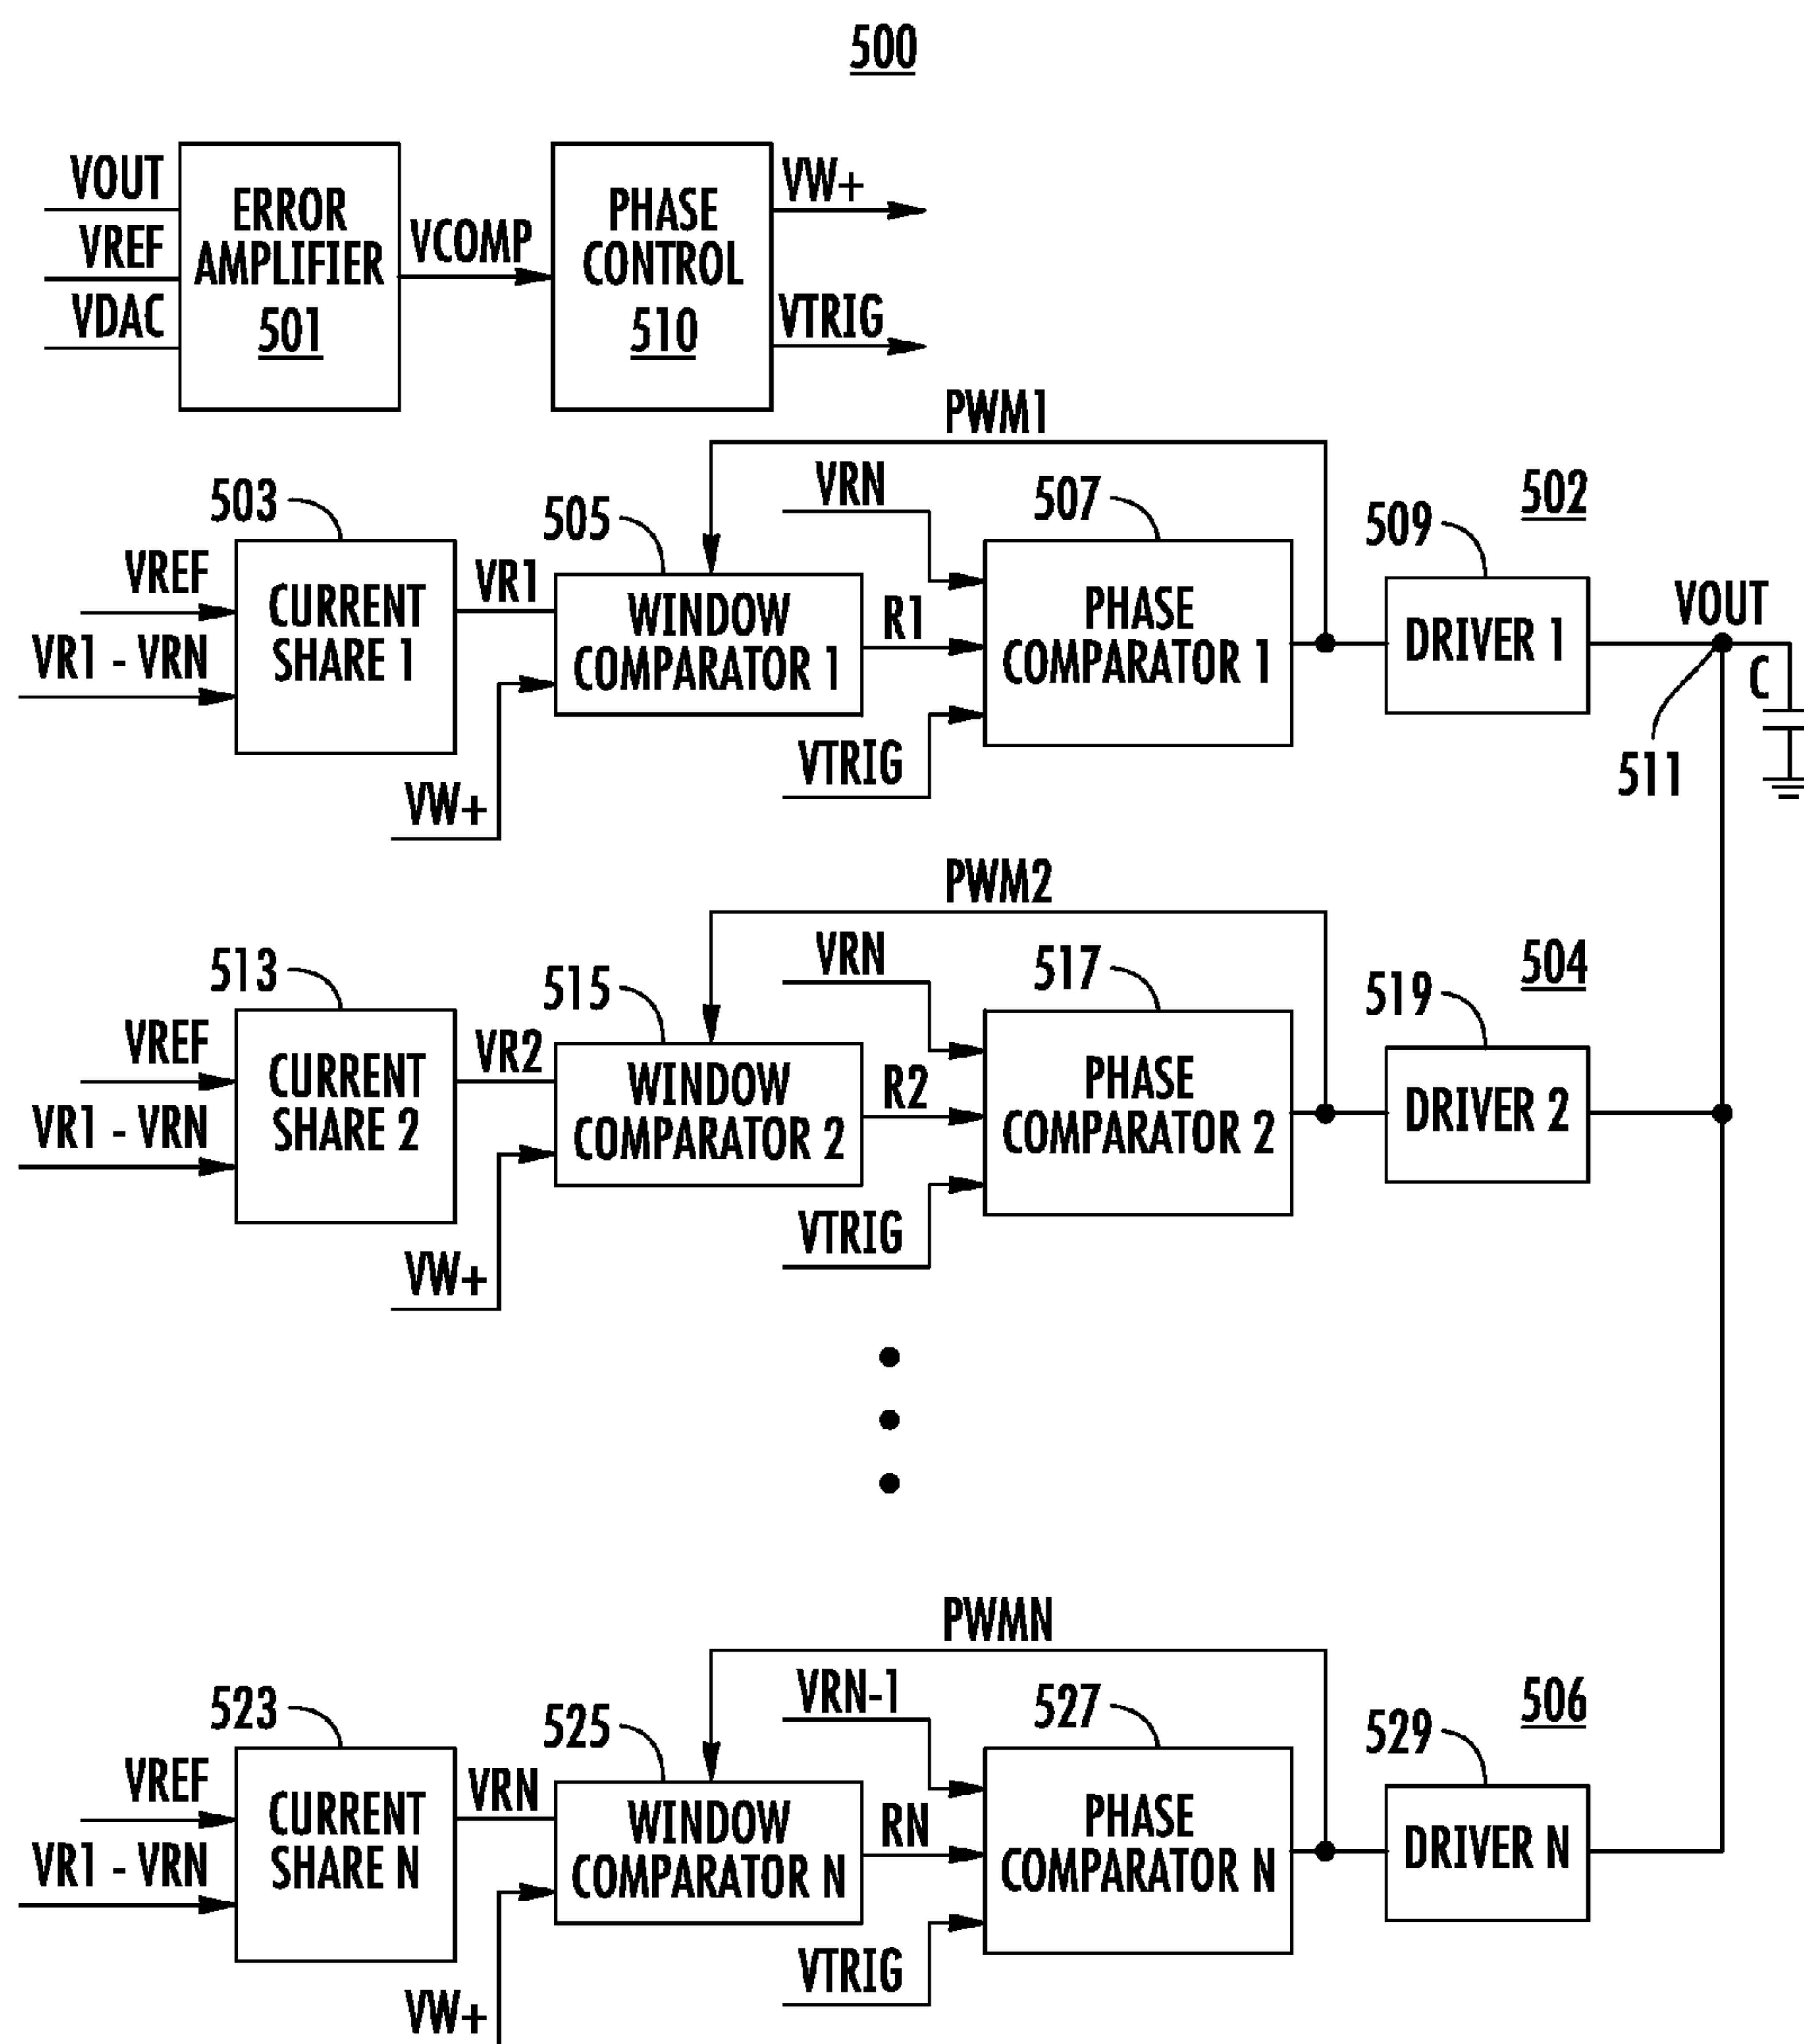 500
VOUT
VREF
VDAC
ERROR
AMPLIFIER
501
VCOMP
PHASE
CONTROL
510
VW+
VTRIG
PWM1
503
505
VRN
507
509
502
VREF
VR1 - VRN
CURRENT
SHARE 1
VR1
WINDOW
COMPARATOR 1
R1
PHASE
COMPARATOR 1
DRIVER 1
VOUT
C
511
VW+
VTRIG
PWM2
513
515
VRN
517
519
504
VREF
VR1 - VRN
CURRENT
SHARE 2
VR2
WINDOW
COMPARATOR 2
R2
PHASE
COMPARATOR 2
DRIVER 2
VW+
VTRIG
PWMN
523
525
VRN-1
527
529
506
VREF
VR1 - VRN
CURRENT
SHARE N
VRN
WINDOW
COMPARATOR N
RN
PHASE
COMPARATOR N
DRIVER N
VW+
VTRIG